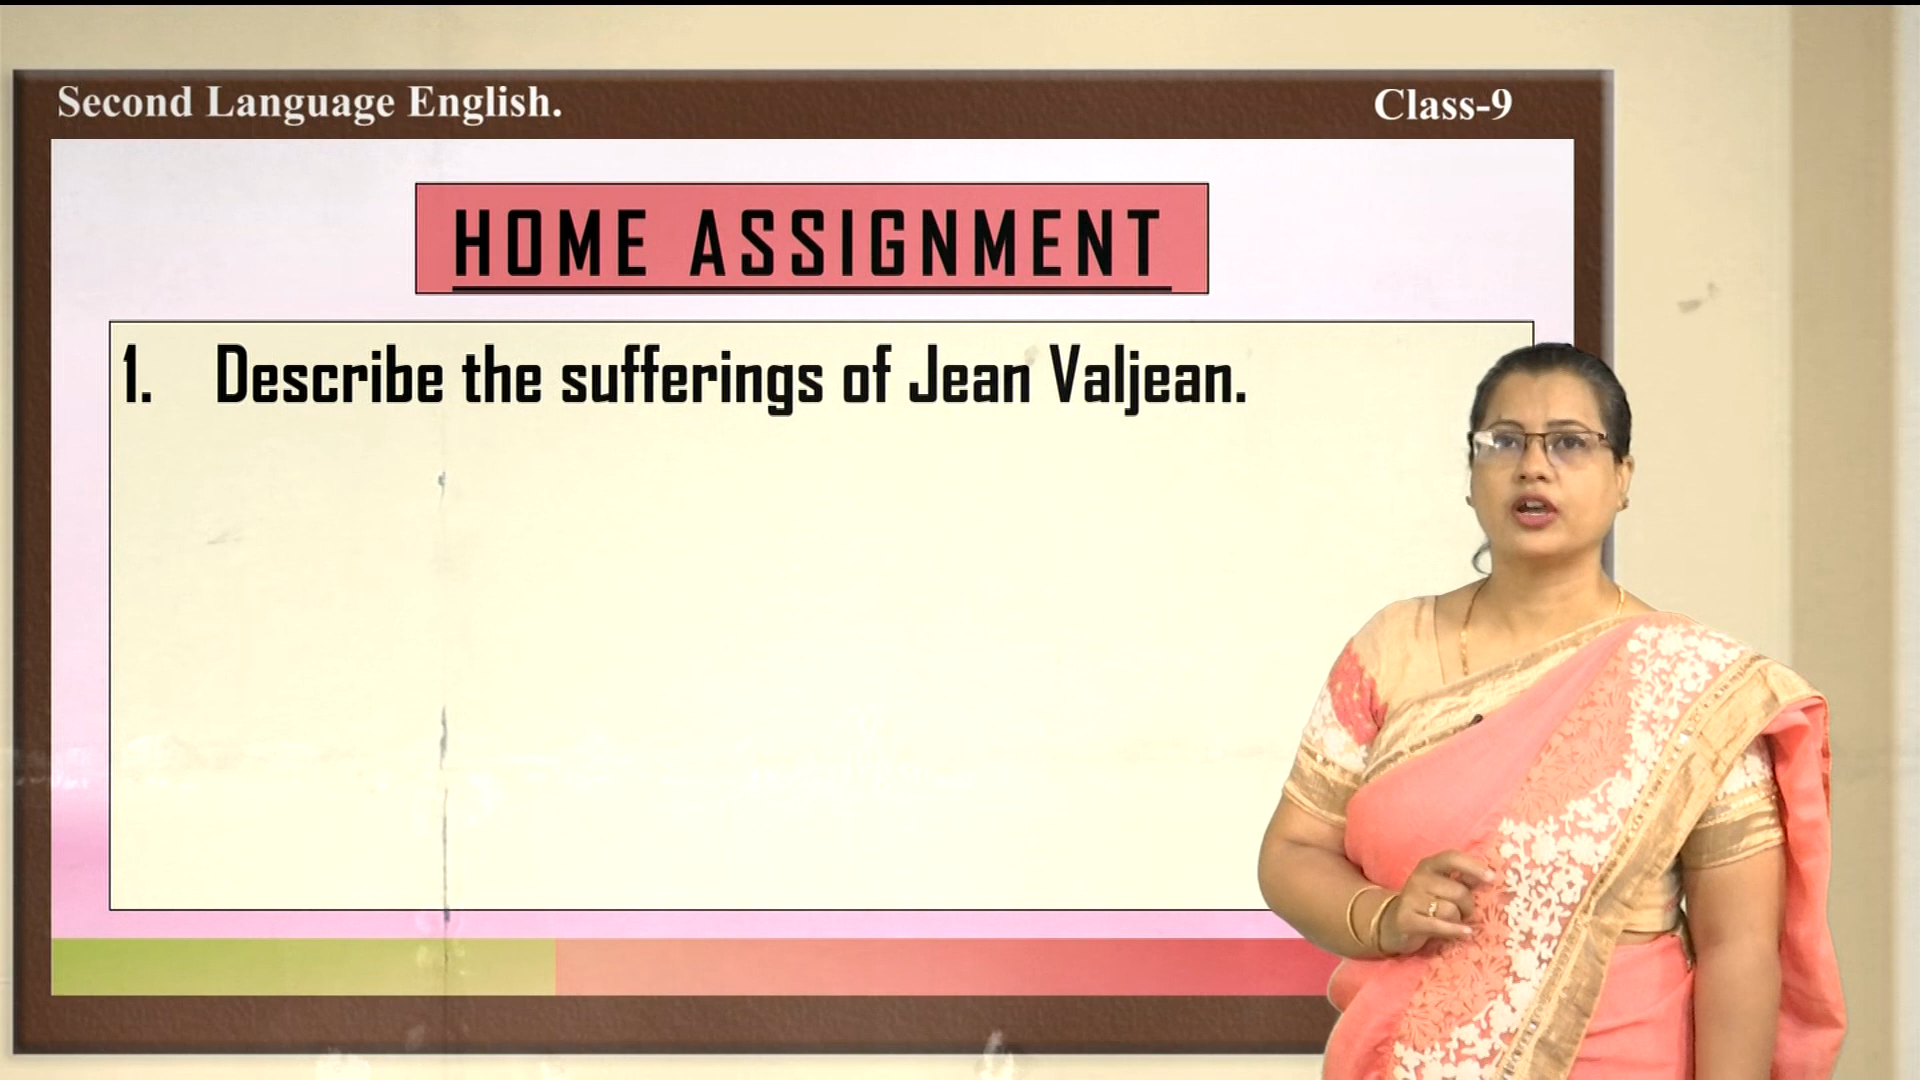 Second Language English.
Class-9
HOME ASSIGNMENT
1. Describe the sufferings of Jean Valjean.